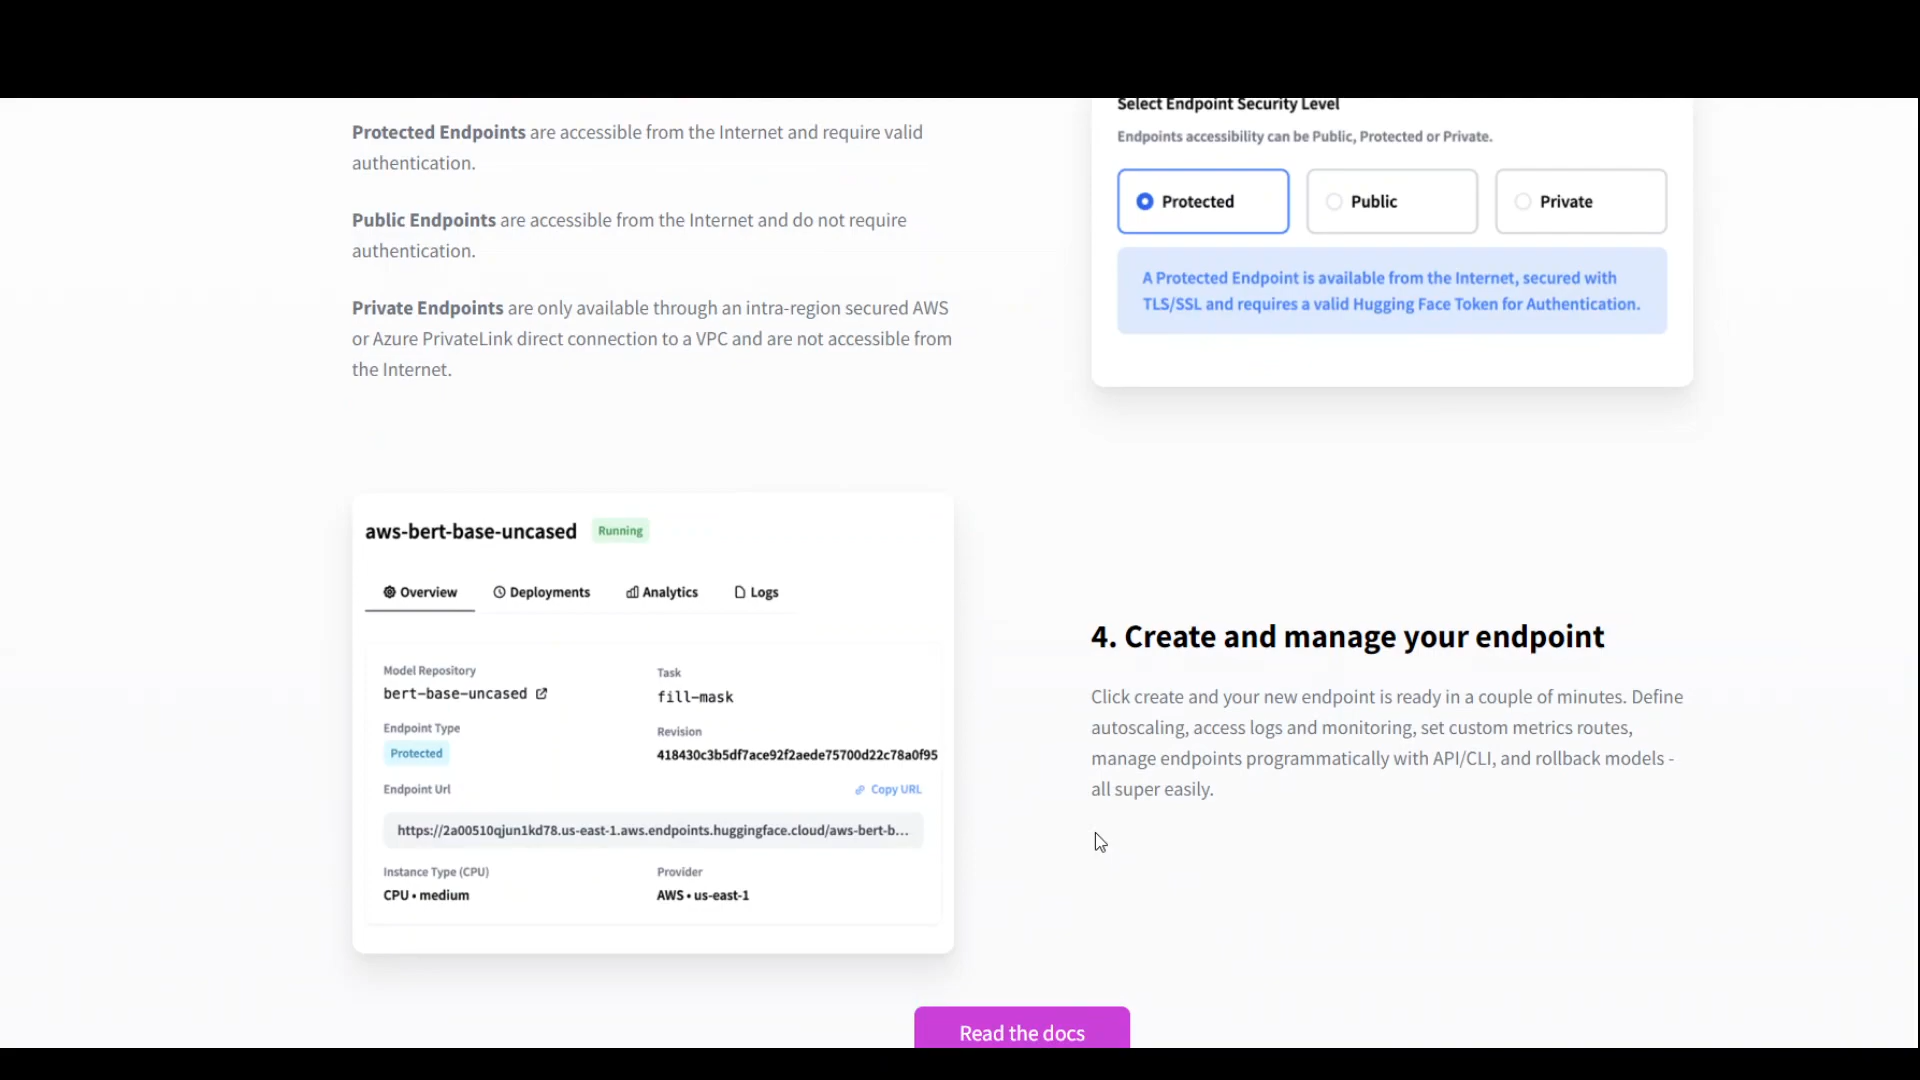 Protected Endpoints are accessible from the Internet and require valid
authentication.
Public Endpoints are accessible from the Internet and do not require
authentication.
Private Endpoints are only available through an intra-region secured AWS
or Azure PrivateLink direct connection to a VPC and are not accessible from
the Internet.
Select Endpoint Security Level
Endpoints accessibility can be Public, Protected or Private.
Protected
Public
Private
A Protected Endpoint is available from the Internet, secured with
TLS/SSL and requires a valid Hugging Face Token for Authentication.
aws-bert-base-uncased Running
Overview Deployments Analytics Logs
Model Repository
bert-base-uncased
Task
fill-mask
Endpoint Type
Protected
Revision
418430c3b5df7ace92f2aede75700d22c78a0f95
Endpoint Url
Copy URL
https://2a00510qjun1kd78.us-east-1.aws.endpoints.huggingface.cloud/aws-bert-b...
Instance Type (CPU)
CPU • medium
Provider
AWS • us-east-1
4. Create and manage your endpoint
Click create and your new endpoint is ready in a couple of minutes. Define
autoscaling, access logs and monitoring, set custom metrics routes,
manage endpoints programmatically with API/CLI, and rollback models -
all super easily.
Read the docs